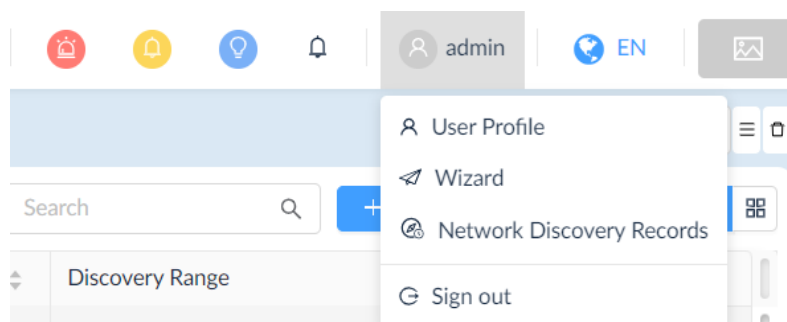 admin
EN
User Profile
Wizard
Search
Network Discovery Records
Discovery Range
Sign out